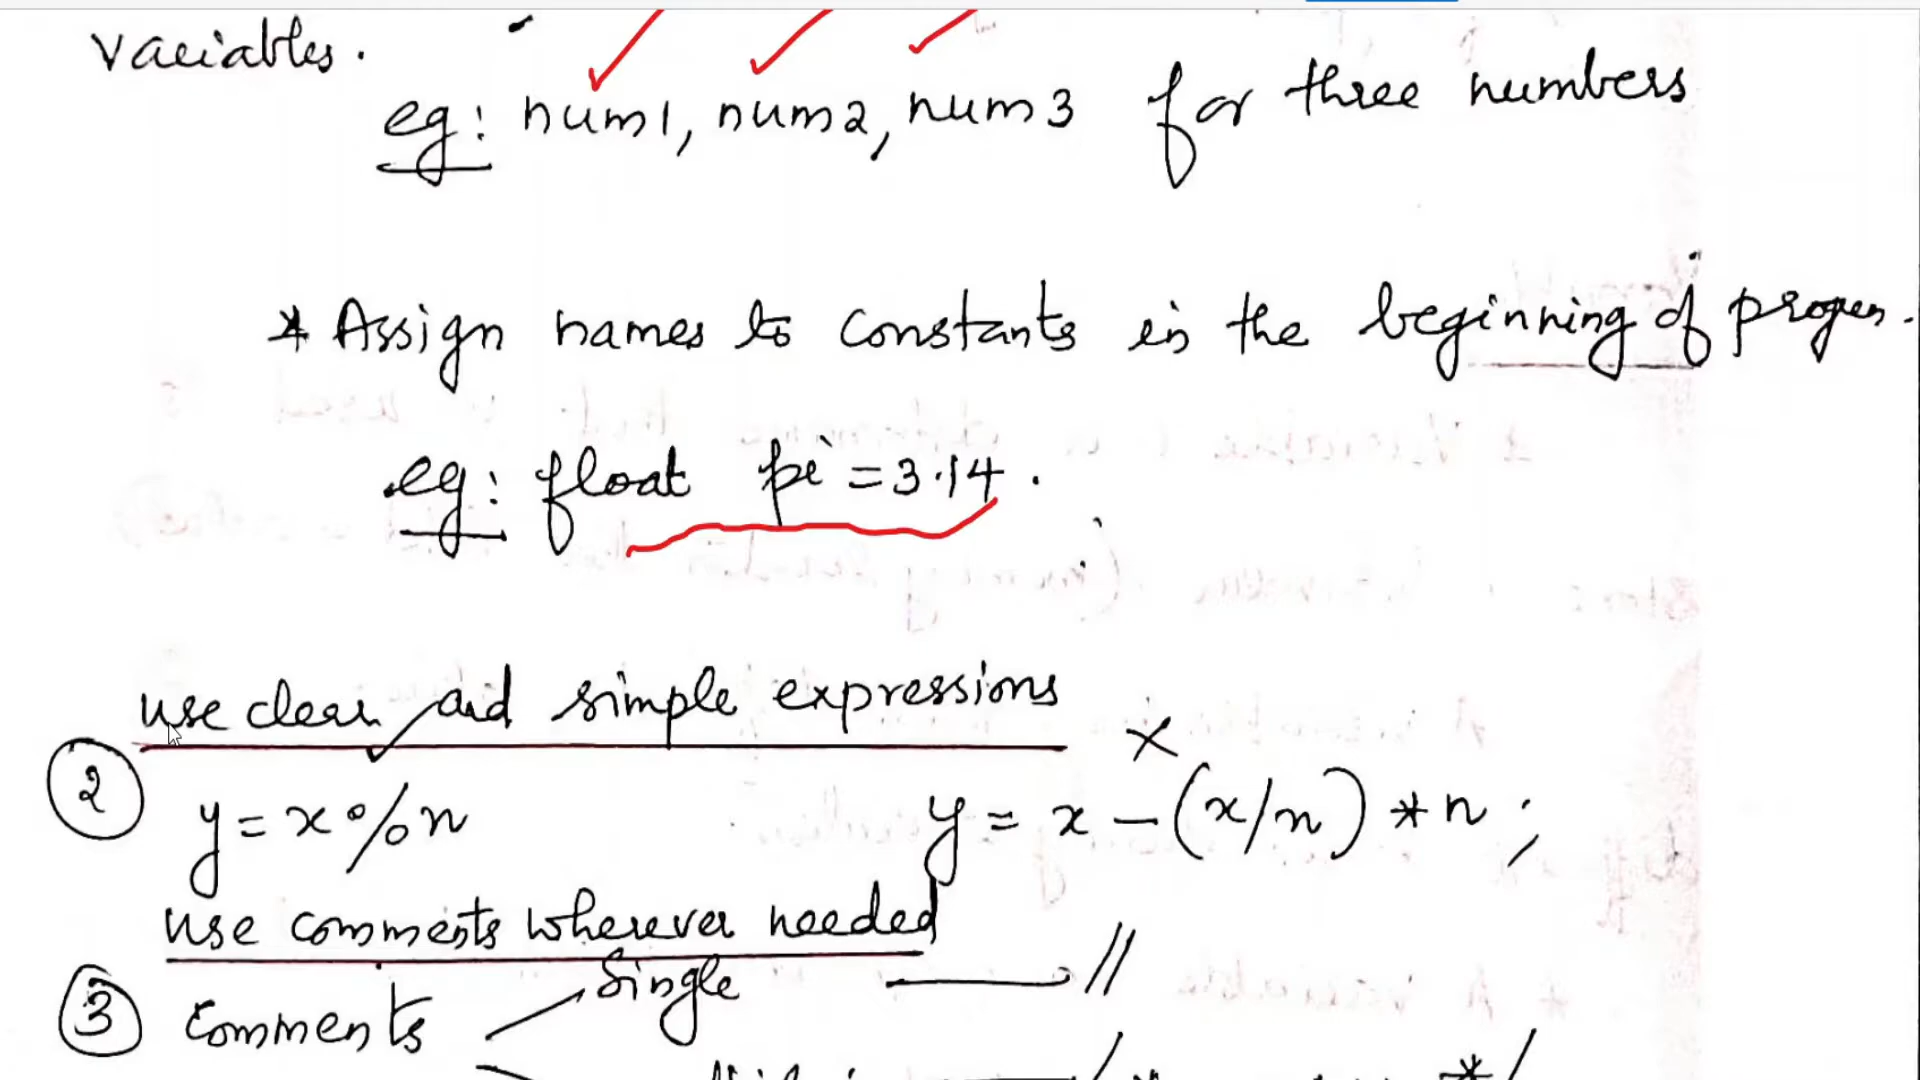 variables.
eg: num1, num2, num3 for three numbers
* Assign names to constants in the beginning of
eg: float pi = 3.14.
use clear and simple expressions
② y = x % n y = x - (x/n) * n ;
use comments wherever needed
single //
③ comments
/* */